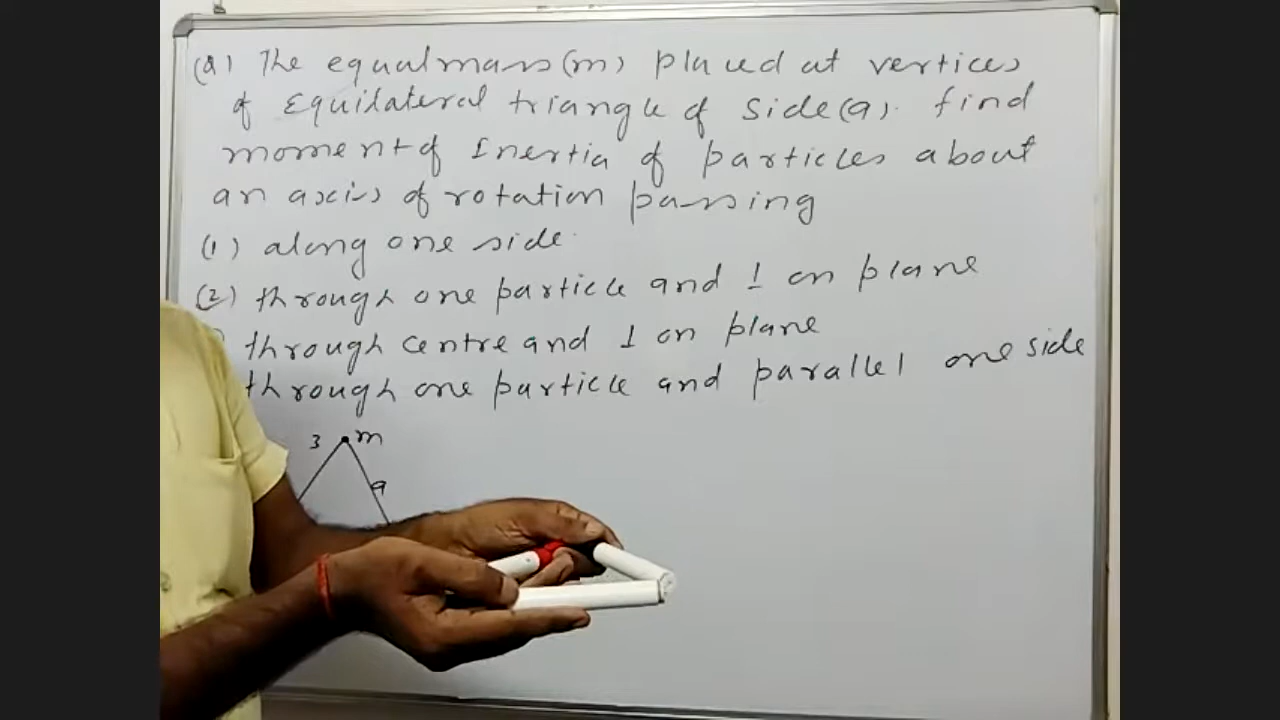 (Q) The equal mass (m) placed at vertices
of Equilateral triangle of side (a). find
moment of Inertia of particles about
an axis of rotation passing
(1) along one side.
(2) through one particle and ⊥ on plane
through centre and ⊥ on plane
through one particle and parallel one side
3 m
a